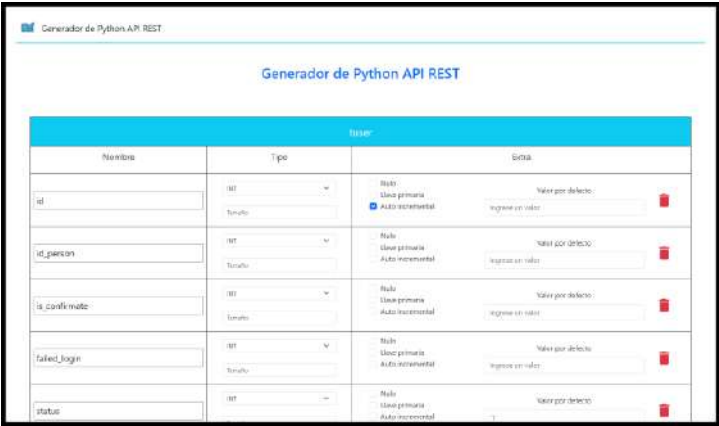 Generador de Python API REST
Generador de Python API REST
Nombre Tipo Extra
id
int
Tamaño
Nulo
Llave primaria
Auto incremental
Valor por defecto
Ingrese un valor
id_person
int
Tamaño
Nulo
Llave primaria
Auto incremental
Valor por defecto
Ingrese un valor
is_confirmate
int
Tamaño
Nulo
Llave primaria
Auto incremental
Valor por defecto
Ingrese un valor
failed_login
int
Tamaño
Nulo
Llave primaria
Auto incremental
Valor por defecto
Ingrese un valor
status
int
Nulo
Llave primaria
Auto incremental
Valor por defecto